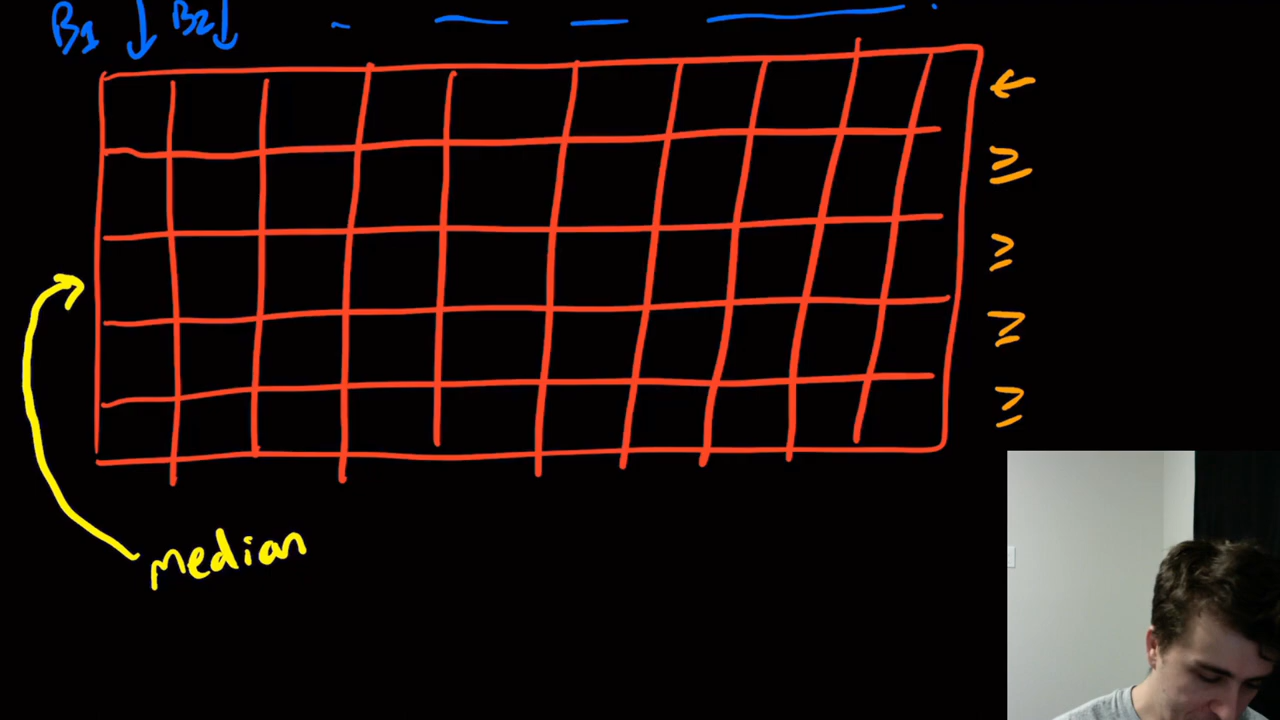 B1 ↓ B2 ↓ - — — — .
←
≥
≥
≥
≥
median